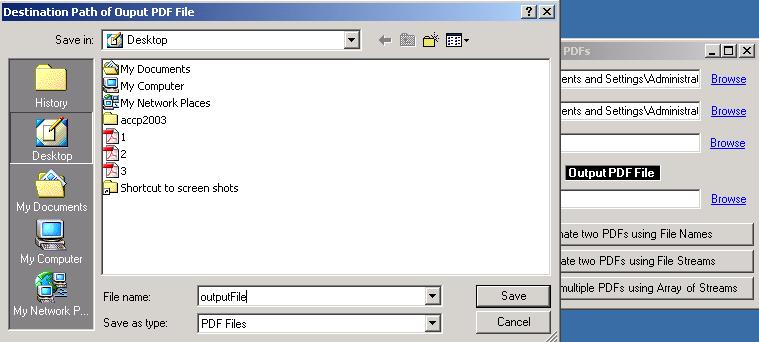 Destination Path of Ouput PDF File
Save in:
Desktop
History
Desktop
My Documents
My Computer
My Network P...
My Documents
My Computer
My Network Places
accp2003
1
2
3
Shortcut to screen shots
File name:
outputFile
Save
Save as type:
PDF Files
Cancel
PDFs
ents and Settings\Administrat
Browse
ents and Settings\Administrat
Browse
Browse
Output PDF File
Browse
nate two PDFs using File Names
ate two PDFs using File Streams
multiple PDFs using Array of Streams